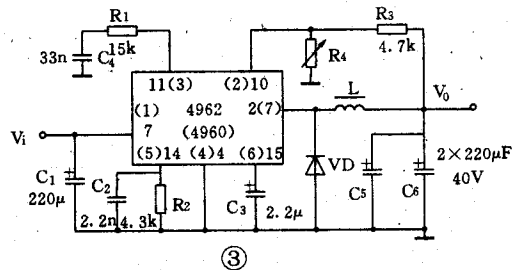 R1
15k
33n
C4
R3
4.7k
R4
11(3)
(2)10
(1)
4962
2(7)
7
(4960)
(5)14
(4)4
(6)15
L
V0
Vi
C1
220μ
C2
2.2n
4.3k
R2
C3
2.2μ
VD
C5
C6
2×220μF
40V
③